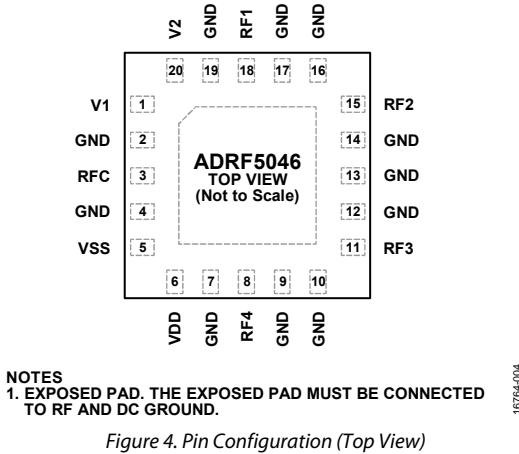 V2 GND RF1 GND GND
20 19 18 17 16
V1 1 15 RF2
GND 2 14 GND
RFC 3 13 GND
GND 4 12 GND
VSS 5 11 RF3
ADRF5046
TOP VIEW
(Not to Scale)
6 7 8 9 10
VDD GND RF4 GND GND
NOTES
1. EXPOSED PAD. THE EXPOSED PAD MUST BE CONNECTED
TO RF AND DC GROUND.
16764-004
Figure 4. Pin Configuration (Top View)